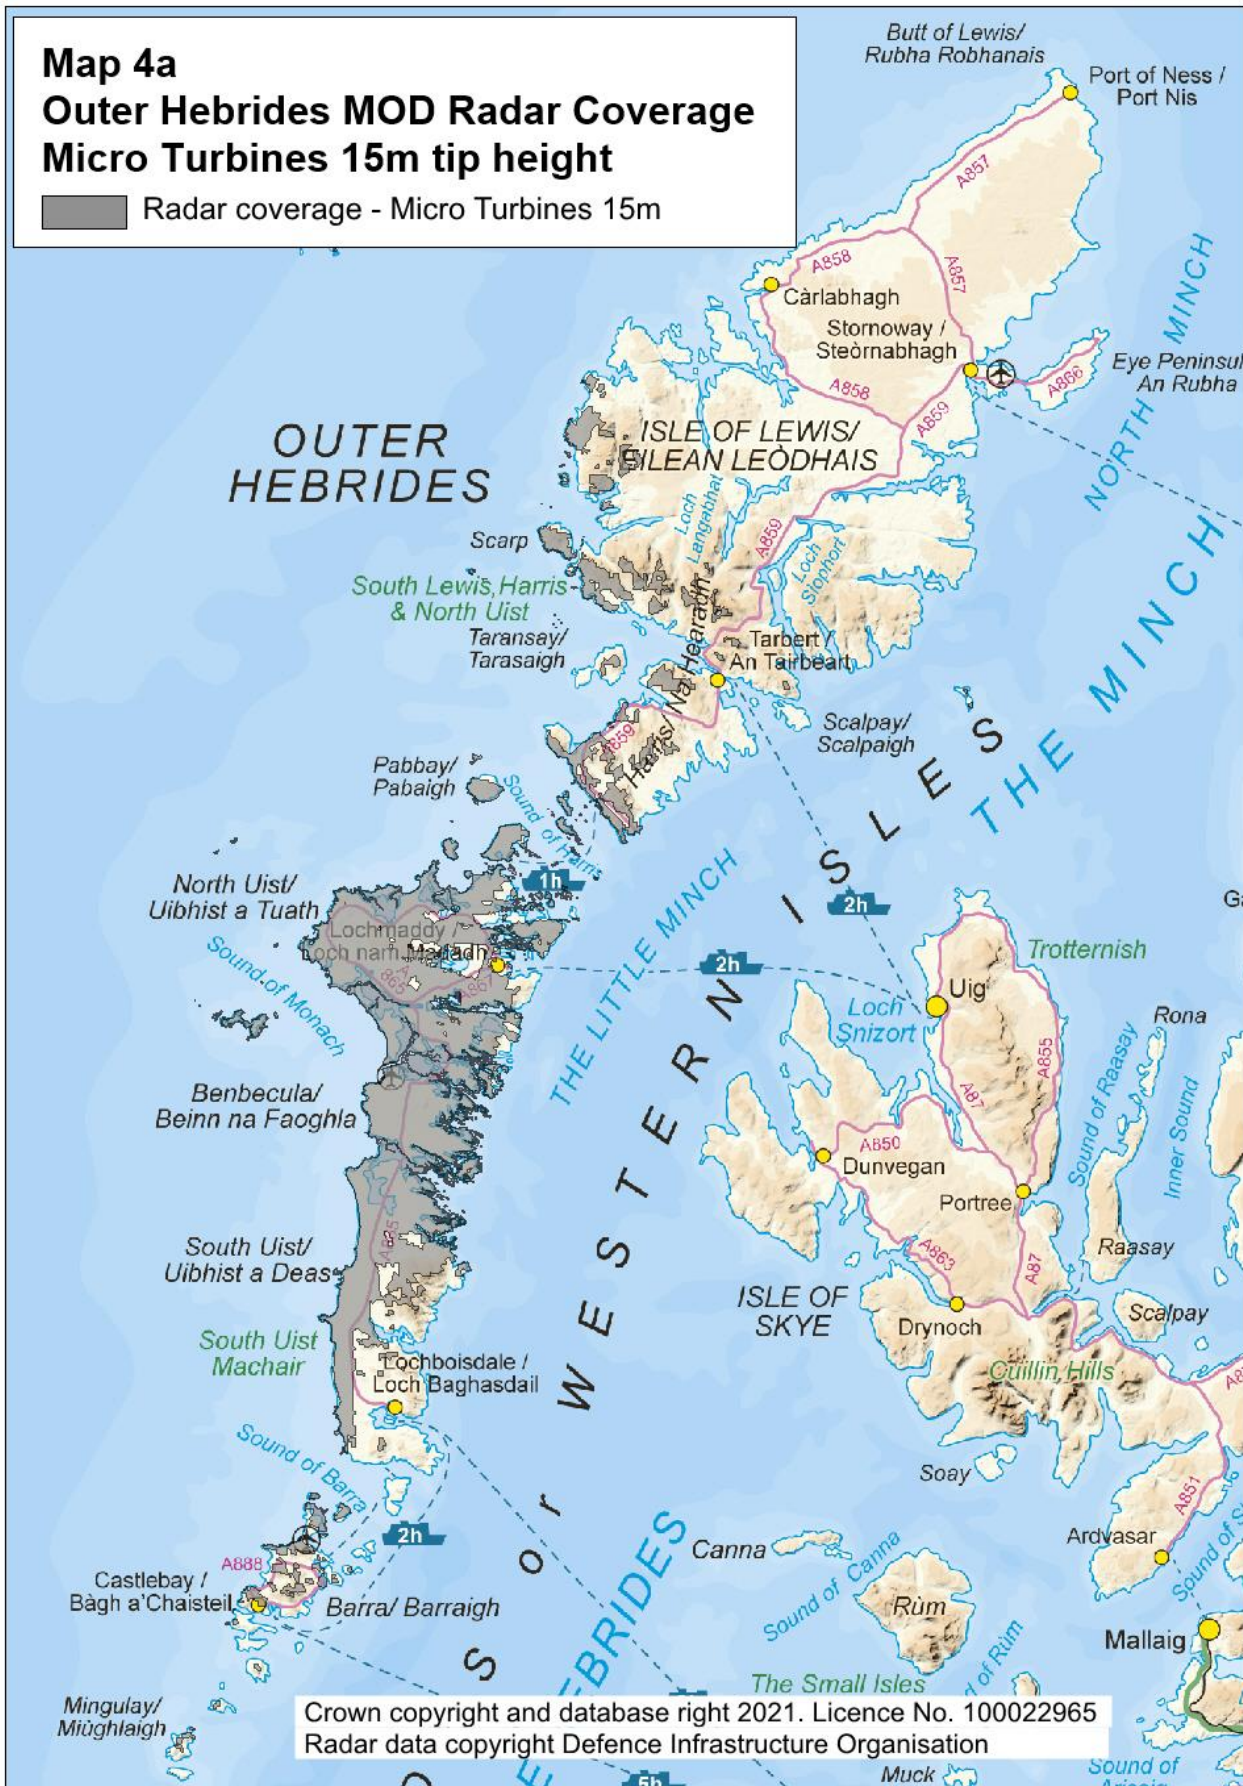 Map 4a
Outer Hebrides MOD Radar Coverage
Micro Turbines 15m tip height
Radar coverage - Micro Turbines 15m
Butt of Lewis/
Rubha Robhanais
Port of Ness /
Port Nis
A857
A858
A857
Càrlabhagh
Stornoway /
Steòrnabhagh
A858
A859
A866
Eye Peninsul
An Rubha
NORTH MINCH
OUTER
HEBRIDES
ISLE OF LEWIS/
EILEAN LEÒDHAIS
Loch
Langabhat
A859
Loch
Sìophort
Scarp
South Lewis, Harris
& North Uist
Taransay/
Tarasaigh
Harris/ Na Hearadh
Tarbert /
An Tairbeart
A859
Scalpay/
Scalpaigh
THE MINCH
Pabbay/
Pabaigh
Sound of Harris
1h
2h
North Uist/
Uibhist a Tuath
Lochmaddy /
Loch nam Madadh
A
865
A867
Sound of Monach
2h
THE LITTLE MINCH
Trotternish
Uig
Loch
Snizort
Rona
A855
A87
Sound of Raasay
Inner Sound
Benbecula/
Beinn na Faoghla
A850
Dunvegan
Portree
A865
South Uist/
Uibhist a Deas
A863
A87
Raasay
ISLE OF
SKYE
Drynoch
Scalpay
South Uist
Machair
Lochboisdale /
Loch Baghasdail
Cuillin Hills
Sound of Barra
Soay
A851
2h
Ardvasar
Canna
Sound of Canna
A888
Castlebay /
Bàgh a'Chaisteil
Barra/ Barraigh
Rùm
Mallaig
The Small Isles
d of Rùm
Mingulay/
Miùghlaigh
S or WESTERN ISLES
EBRIDES
Crown copyright and database right 2021. Licence No. 100022965
Radar data copyright Defence Infrastructure Organisation
Muck
Sound of
5h